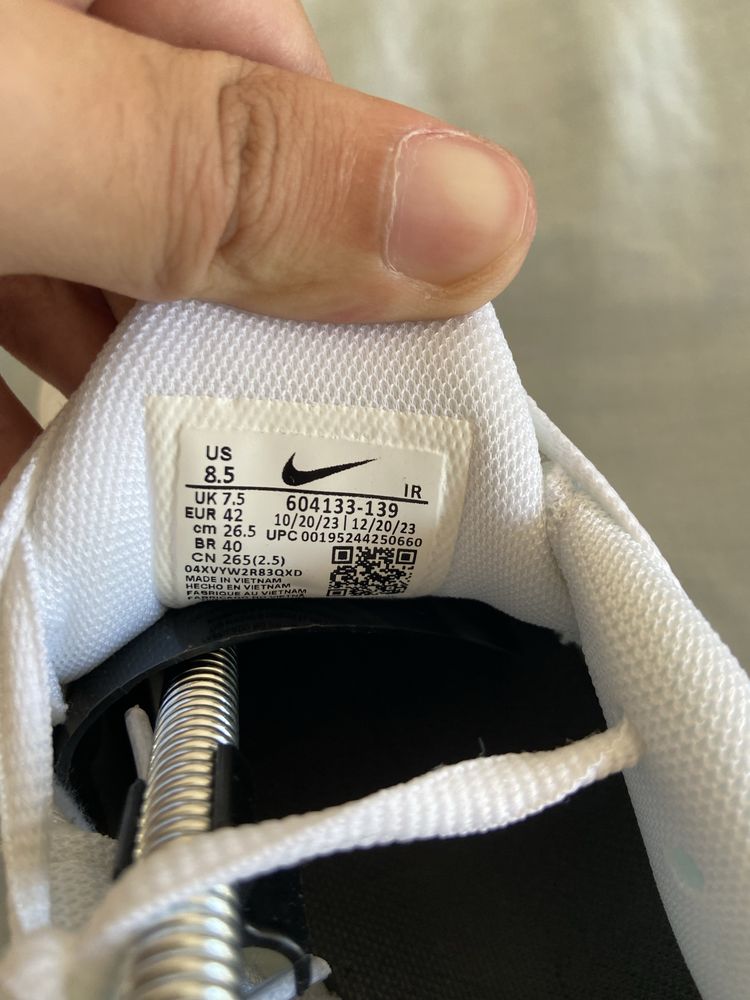 US
8.5
IR
UK 7.5
EUR 42
cm 26.5
BR 40
CN 265(2.5)
604133-139
10/20/23 | 12/20/23
UPC 00195244250660
04XVYW2R83QXD
MADE IN VIETNAM
HECHO EN VIETNAM
FABRIQUE AU VIETNAM